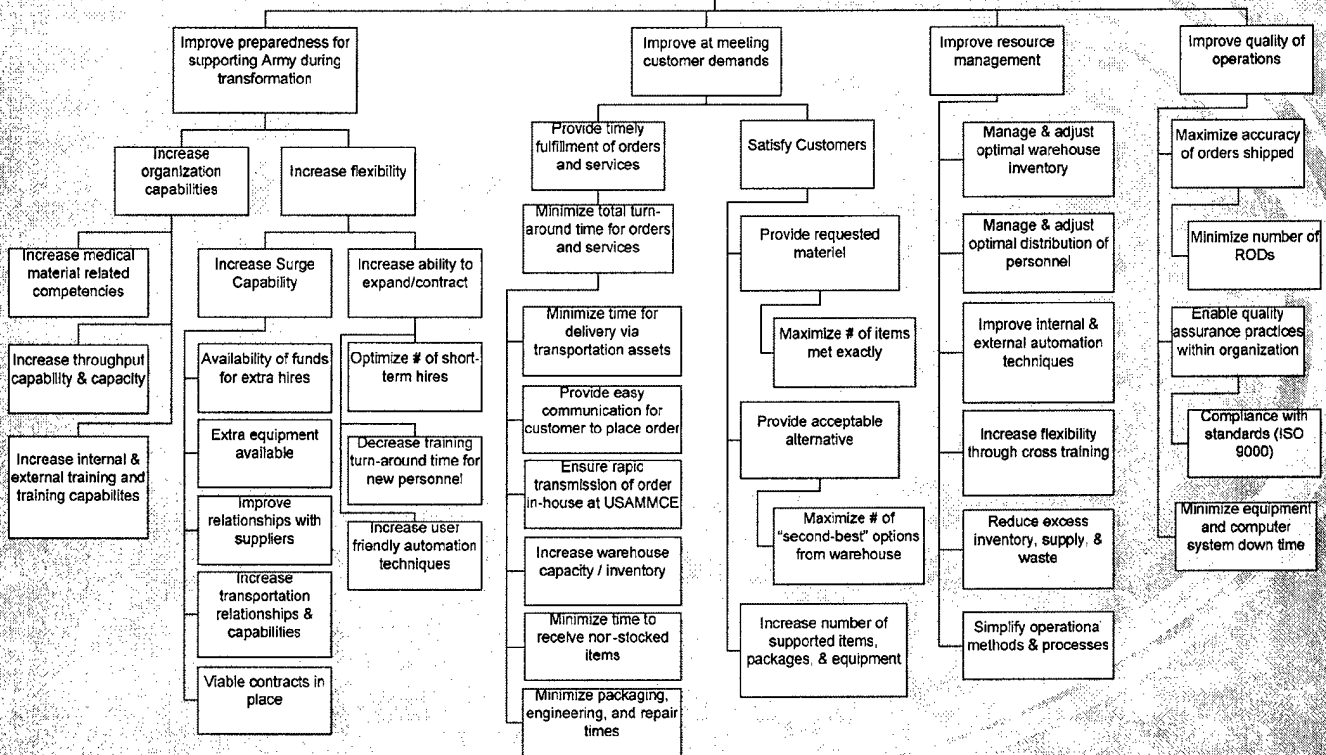 Improve preparedness for
supporting Army during
transformation
Improve at meeting
customer demands
Improve resource
management
Improve quality of
operations
Increase
organization
capabilities
Increase flexibility
Increase medical
material related
competencies
Increase throughput
capability & capacity
Increase internal &
external training and
training capabilites
Increase Surge
Capability
Availability of funds
for extra hires
Extra equipment
available
Improve
relationships with
suppliers
Increase
transportation
relationships &
capabilities
Viable contracts in
place
Increase ability to
expand/contract
Optimize # of short-
term hires
Decrease training
turn-around time for
new personnel
Increase user
friendly automation
techniques
Provide timely
fulfillment of orders
and services
Minimize total turn-
around time for orders
and services
Minimize time for
delivery via
transportation assets
Provide easy
communication for
customer to place order
Ensure rapic
transmission of order
in-house at USAMMCE
Increase warehouse
capacity / inventory
Minimize time to
receive nor-stocked
items
Minimize packaging,
engineering, and repair
times
Satisfy Customers
Provide requested
materiel
Maximize # of items
met exactly
Provide acceptable
alternative
Maximize # of
"second-best" options
from warehouse
Increase number of
supported items,
packages, & equipment
Manage & adjust
optimal warehouse
inventory
Manage & adjust
optimal distribution of
personnel
Improve internal &
external automation
techniques
Increase flexibility
through cross training
Reduce excess
inventory, supply, &
waste
Simplify operationa
methods & processes
Maximize accuracy
of orders shipped
Minimize number of
RODs
Enable quality
assurance practices
within organization
Compliance with
standards (ISO
9000)
Minimize equipment
and computer
system down time